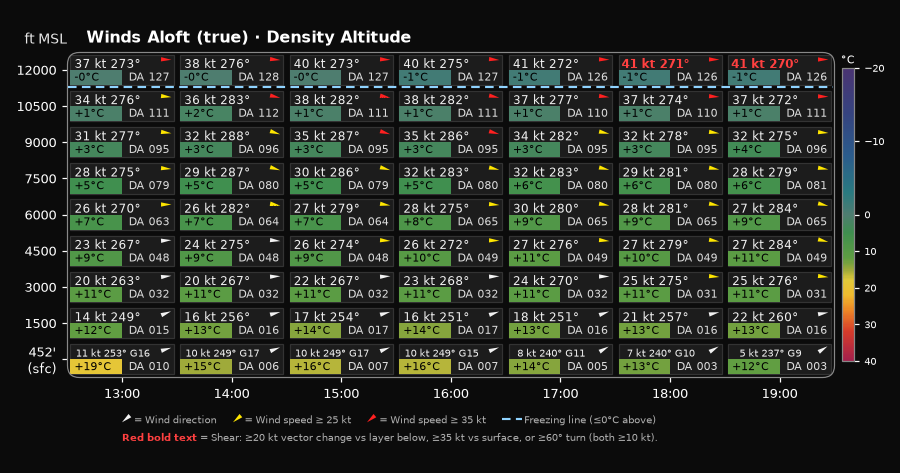 ft MSL Winds Aloft (true) · Density Altitude
°C
12000 37 kt 273° 38 kt 276° 40 kt 273° 40 kt 275° 41 kt 272° 41 kt 271° 41 kt 270° −20
-0°C DA 127 -0°C DA 128 -0°C DA 127 -1°C DA 127 -1°C DA 126 -1°C DA 126 -1°C DA 126
10500 34 kt 276° 36 kt 283° 38 kt 282° 38 kt 282° 37 kt 277° 37 kt 274° 37 kt 272°
+1°C DA 111 +2°C DA 112 +1°C DA 111 +1°C DA 111 +1°C DA 110 +1°C DA 110 +1°C DA 111
9000 31 kt 277° 32 kt 288° 35 kt 287° 35 kt 286° 34 kt 282° 32 kt 278° 32 kt 275° −10
+3°C DA 095 +3°C DA 096 +3°C DA 095 +3°C DA 095 +3°C DA 095 +3°C DA 095 +4°C DA 096
7500 28 kt 275° 29 kt 287° 30 kt 286° 32 kt 283° 32 kt 283° 29 kt 281° 28 kt 279°
+5°C DA 079 +5°C DA 080 +5°C DA 079 +5°C DA 080 +6°C DA 080 +6°C DA 080 +6°C DA 081
6000 26 kt 270° 26 kt 282° 27 kt 279° 28 kt 275° 30 kt 280° 28 kt 281° 27 kt 284° 0
+7°C DA 063 +7°C DA 064 +7°C DA 064 +8°C DA 065 +9°C DA 065 +9°C DA 065 +9°C DA 065
4500 23 kt 267° 24 kt 275° 26 kt 274° 26 kt 272° 27 kt 276° 27 kt 279° 27 kt 284° 10
+9°C DA 048 +9°C DA 048 +9°C DA 048 +10°C DA 049 +11°C DA 049 +10°C DA 049 +11°C DA 049
3000 20 kt 263° 20 kt 267° 22 kt 267° 23 kt 268° 24 kt 270° 25 kt 275° 25 kt 276° 20
+11°C DA 032 +11°C DA 032 +11°C DA 032 +11°C DA 032 +11°C DA 032 +11°C DA 031 +11°C DA 031
1500 14 kt 249° 16 kt 256° 17 kt 254° 16 kt 251° 18 kt 251° 21 kt 257° 22 kt 260° 30
+12°C DA 015 +13°C DA 016 +14°C DA 017 +14°C DA 017 +13°C DA 016 +13°C DA 016 +13°C DA 016
452' 11 kt 253° G16 10 kt 249° G17 10 kt 249° G17 10 kt 249° G15 8 kt 240° G11 7 kt 240° G10 5 kt 237° G9 40
(sfc) +19°C DA 010 +15°C DA 006 +16°C DA 007 +16°C DA 007 +14°C DA 005 +13°C DA 003 +12°C DA 003
13:00 14:00 15:00 16:00 17:00 18:00 19:00
= Wind direction = Wind speed ≥ 25 kt = Wind speed ≥ 35 kt Freezing line (≤0°C above)
Red bold text = Shear: ≥20 kt vector change vs layer below, ≥35 kt vs surface, or ≥60° turn (both ≥10 kt).